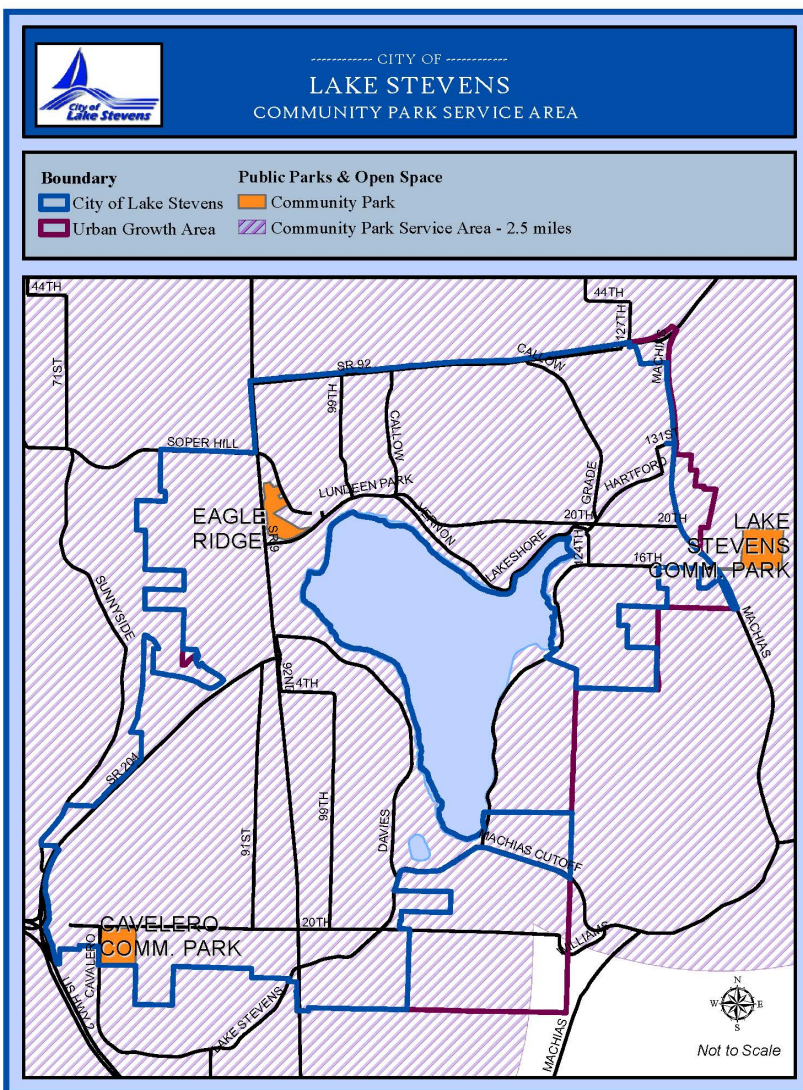 ------------ CITY OF ------------
LAKE STEVENS
COMMUNITY PARK SERVICE AREA
City of
Lake Stevens
Boundary
City of Lake Stevens
Urban Growth Area
Public Parks & Open Space
Community Park
Community Park Service Area - 2.5 miles
44TH
44TH
127TH
71ST
MACHIAS
CALLOW
SR 92
99TH
CALLOW
SOPER HILL
131ST
HARTFORD
GRADE
LUNDEEN PARK
EAGLE
RIDGE
SR 9
VERNON
20TH
20TH
LAKE
STEVENS
COMM. PARK
LAKESHORE
124TH
16TH
SUNNYSIDE
MACHIAS
92ND
4TH
SR 204
99TH
91ST
DAVIES
MACHIAS CUTOFF
CAVELERO
COMM. PARK
20TH
WILLIAMS
CAVALERO
US HWY 2
LAKE STEVENS
MACHIAS
N
W
E
S
Not to Scale